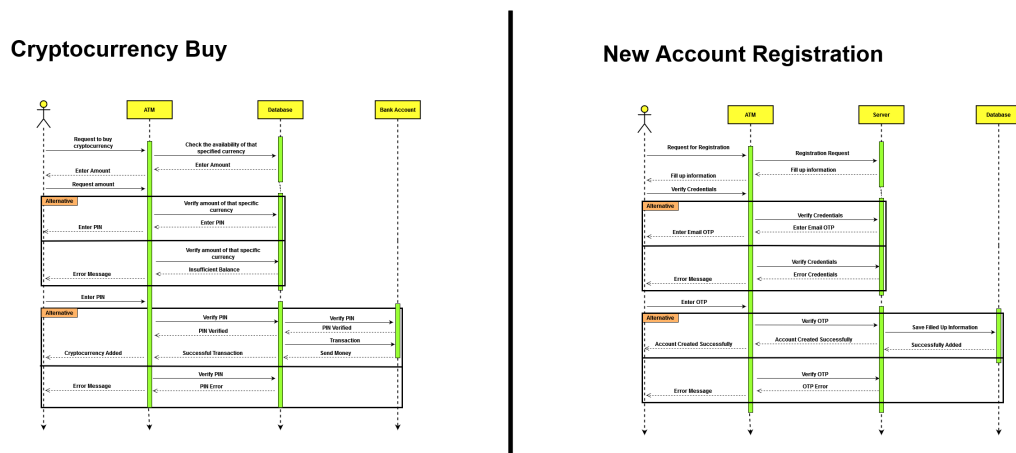 Cryptocurrency Buy
ATM
Database
Bank Account
Request to buy
cryptocurrency
Check the availability of that
specified currency
Enter Amount
Enter Amount
Request amount
Alternative
Verify amount of that specific
currency
Enter PIN
Enter PIN
Verify amount of that specific
currency
Insufficient Balance
Error Message
Enter PIN
Alternative
Verify PIN
Verify PIN
PIN Verified
PIN Verified
Transaction
Cryptocurrency Added
Successful Transaction
Send Money
Verify PIN
PIN Error
Error Message
New Account Registration
ATM
Server
Database
Request for Registration
Registration Request
Fill up information
Fill up information
Verify Credentials
Alternative
Verify Credentials
Enter Email OTP
Enter Email OTP
Verify Credentials
Error Credentials
Error Message
Enter OTP
Alternative
Verify OTP
Save Filled Up Information
Account Created Successfully
Account Created Successfully
Successfully Added
Verify OTP
OTP Error
Error Message